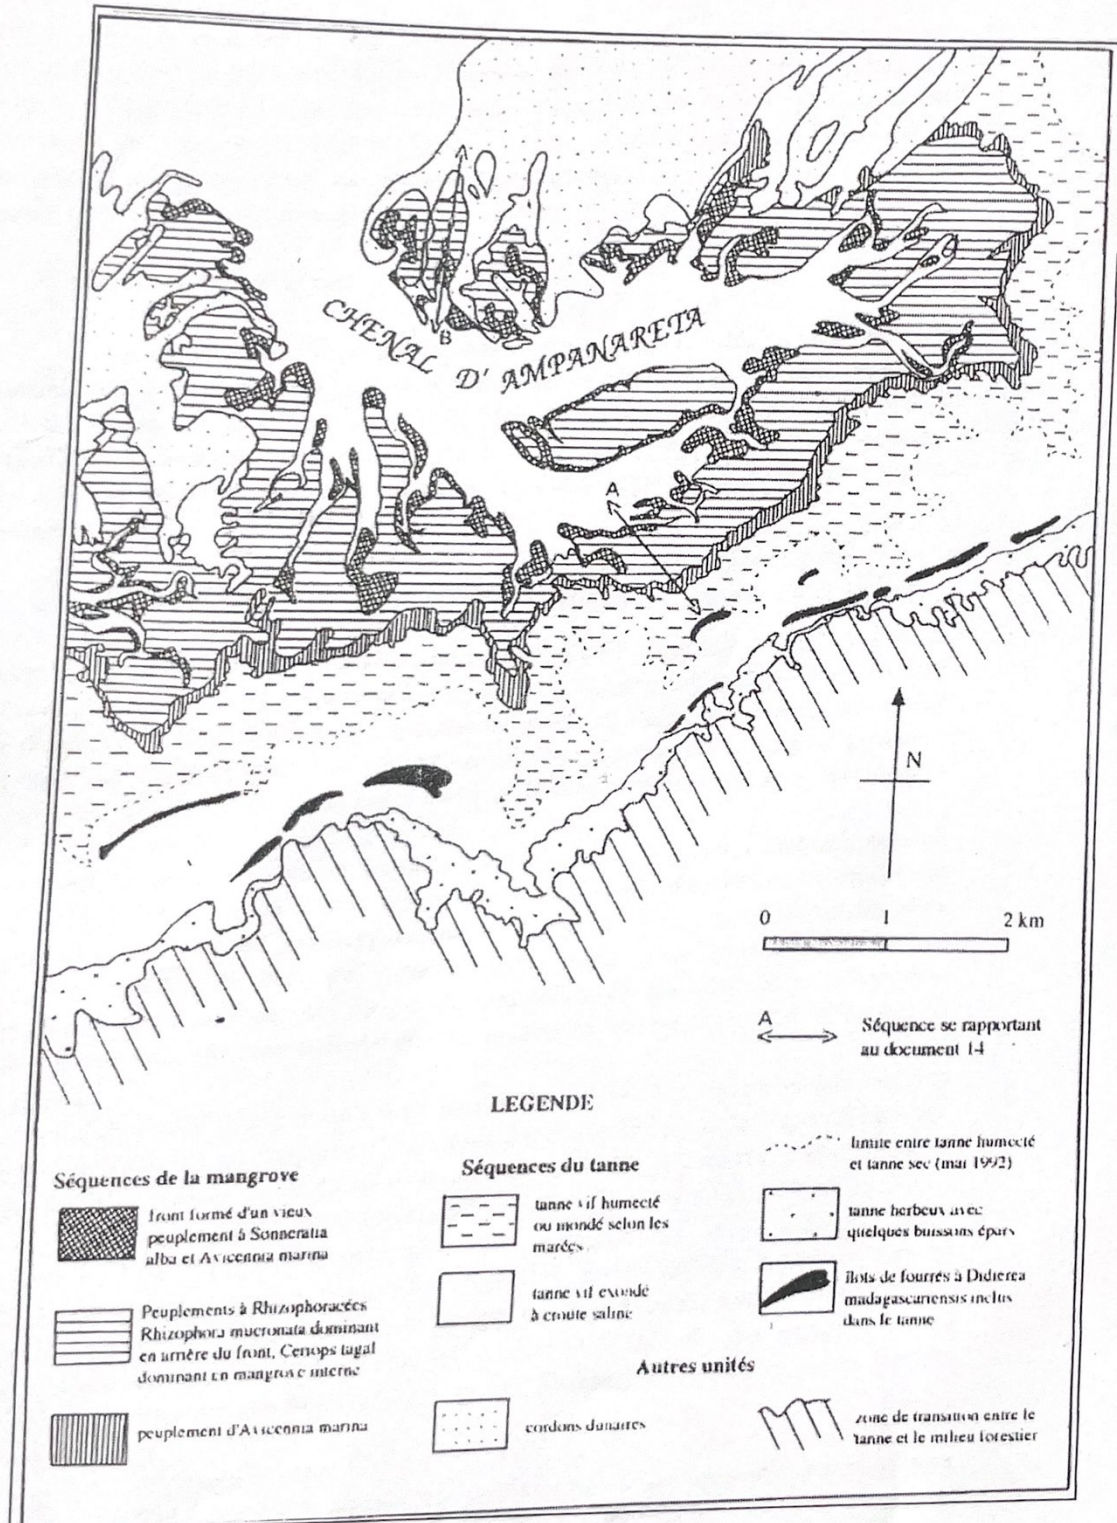 A
B
CHENAL D' AMPANARETA
A
N
0 1 2 km
A
Séquence se rapportant
au document 14
LEGENDE
Séquences de la mangrove
front formé d'un vieux
peuplement à Sonneratia
alba et Avicennia marina
Peuplements à Rhizophoracées
Rhizophora mucronata dominant
en arrière du front, Ceriops tagal
dominant en mangrove interne
peuplement d'Avicennia marina
Séquences du tanne
tanne vif humecté
ou inondé selon les
marées
tanne vif exondé
à croute saline
limite entre tanne humecté
et tanne sec (mai 1992)
tanne herbeux avec
quelques buissons épars
îlots de fourrés à Didierea
madagascariensis inclus
dans le tanne
Autres unités
cordons dunaires
zone de transition entre le
tanne et le milieu forestier